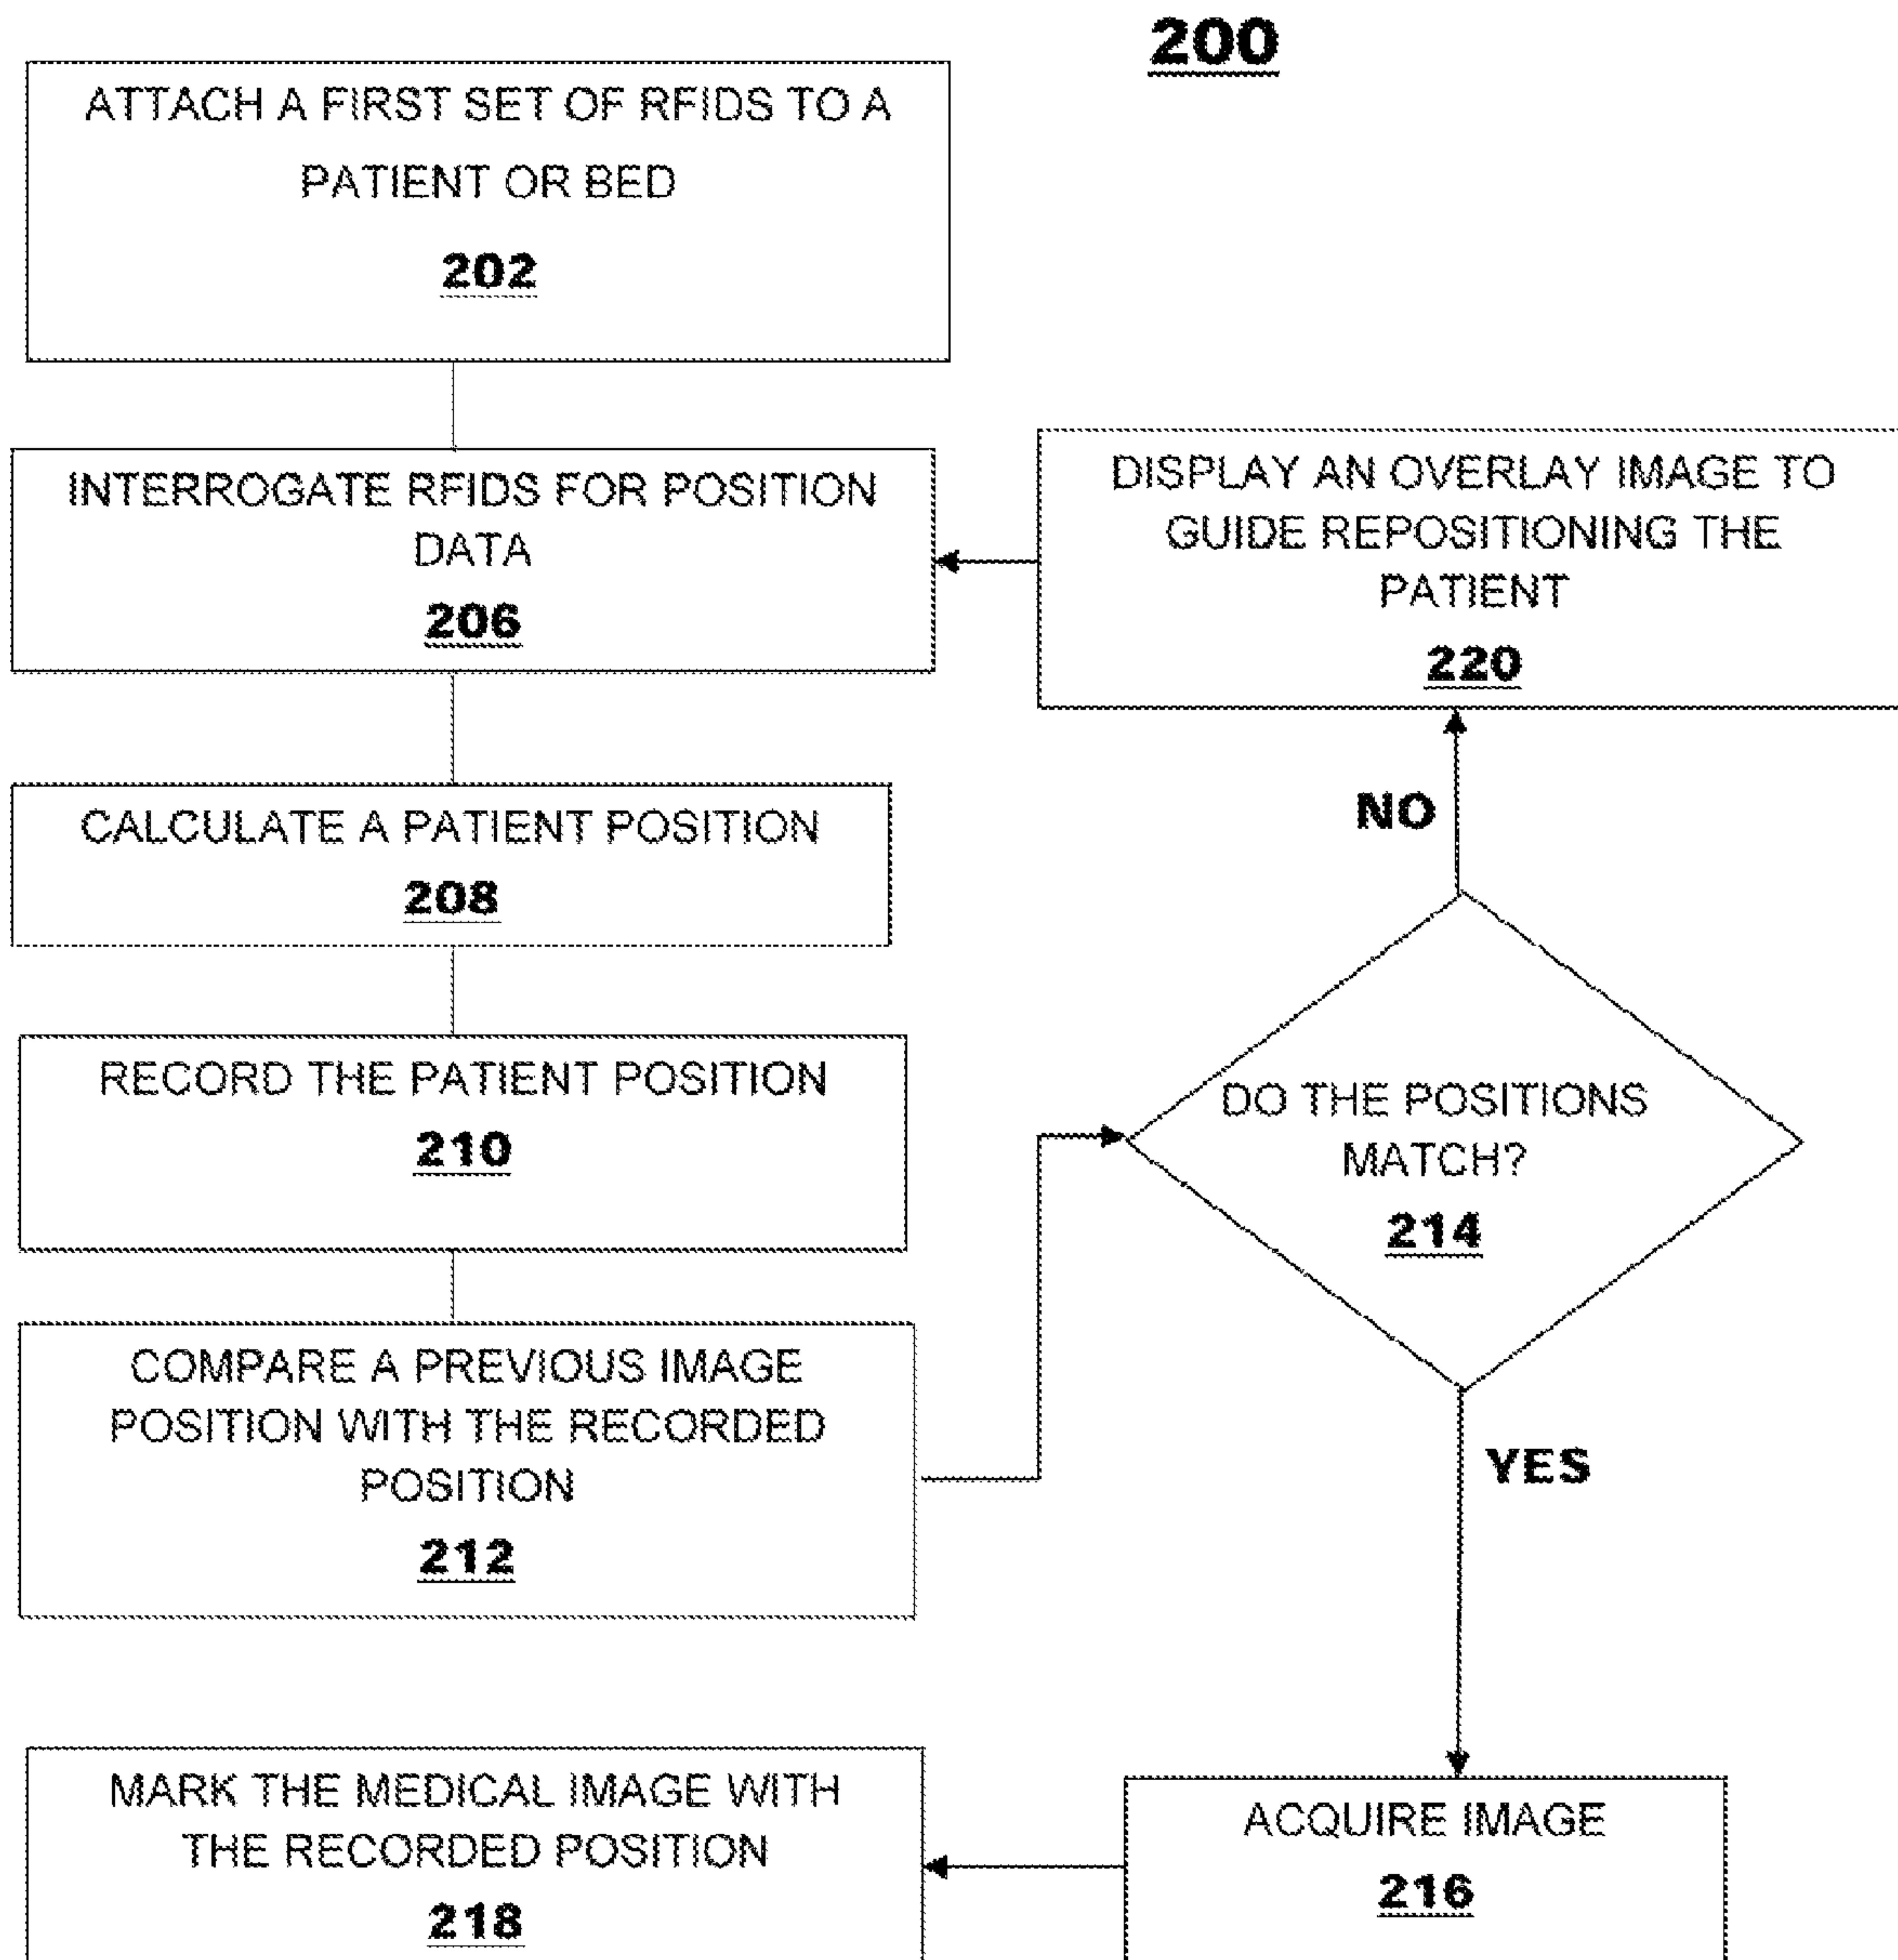 200
ATTACH A FIRST SET OF RFIDS TO A
PATIENT OR BED
202
INTERROGATE RFIDS FOR POSITION
DATA
206
DISPLAY AN OVERLAY IMAGE TO
GUIDE REPOSITIONING THE
PATIENT
220
CALCULATE A PATIENT POSITION
208
NO
RECORD THE PATIENT POSITION
210
DO THE POSITIONS
MATCH?
214
COMPARE A PREVIOUS IMAGE
POSITION WITH THE RECORDED
POSITION
212
YES
ACQUIRE IMAGE
216
MARK THE MEDICAL IMAGE WITH
THE RECORDED POSITION
218